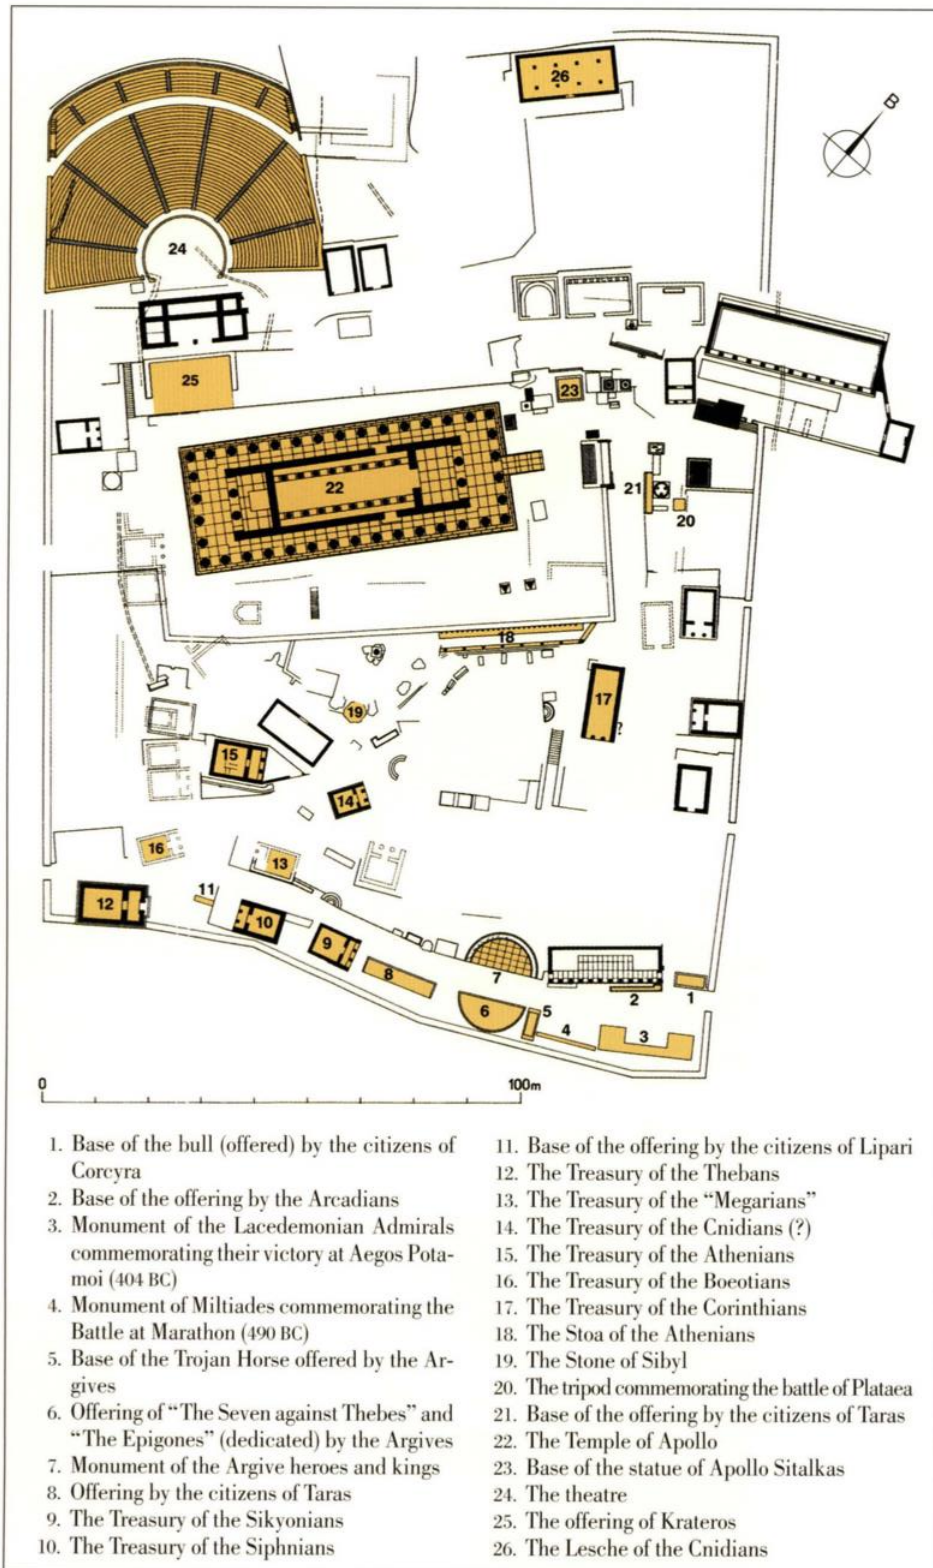 26
B
24
25
23
22
21
20
18
17
?
19
15
14
16
13
11
12
10
9
8
7
6
5
4
3
2
1
0
100m
1. Base of the bull (offered) by the citizens of
Corcyra
2. Base of the offering by the Arcadians
3. Monument of the Lacedemonian Admirals
commemorating their victory at Aegos Pota-
moi (404 BC)
4. Monument of Miltiades commemorating the
Battle at Marathon (490 BC)
5. Base of the Trojan Horse offered by the Ar-
gives
6. Offering of “The Seven against Thebes” and
“The Epigones” (dedicated) by the Argives
7. Monument of the Argive heroes and kings
8. Offering by the citizens of Taras
9. The Treasury of the Sikyonians
10. The Treasury of the Siphnians
11. Base of the offering by the citizens of Lipari
12. The Treasury of the Thebans
13. The Treasury of the “Megarians”
14. The Treasury of the Cnidians (?)
15. The Treasury of the Athenians
16. The Treasury of the Boeotians
17. The Treasury of the Corinthians
18. The Stoa of the Athenians
19. The Stone of Sibyl
20. The tripod commemorating the battle of Plataea
21. Base of the offering by the citizens of Taras
22. The Temple of Apollo
23. Base of the statue of Apollo Sitalkas
24. The theatre
25. The offering of Krateros
26. The Lesche of the Cnidians